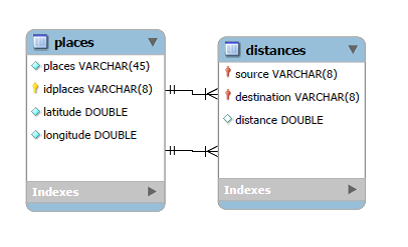 places
places VARCHAR(45)
idplaces VARCHAR(8)
latitude DOUBLE
longitude DOUBLE
Indexes
distances
source VARCHAR(8)
destination VARCHAR(8)
distance DOUBLE
Indexes